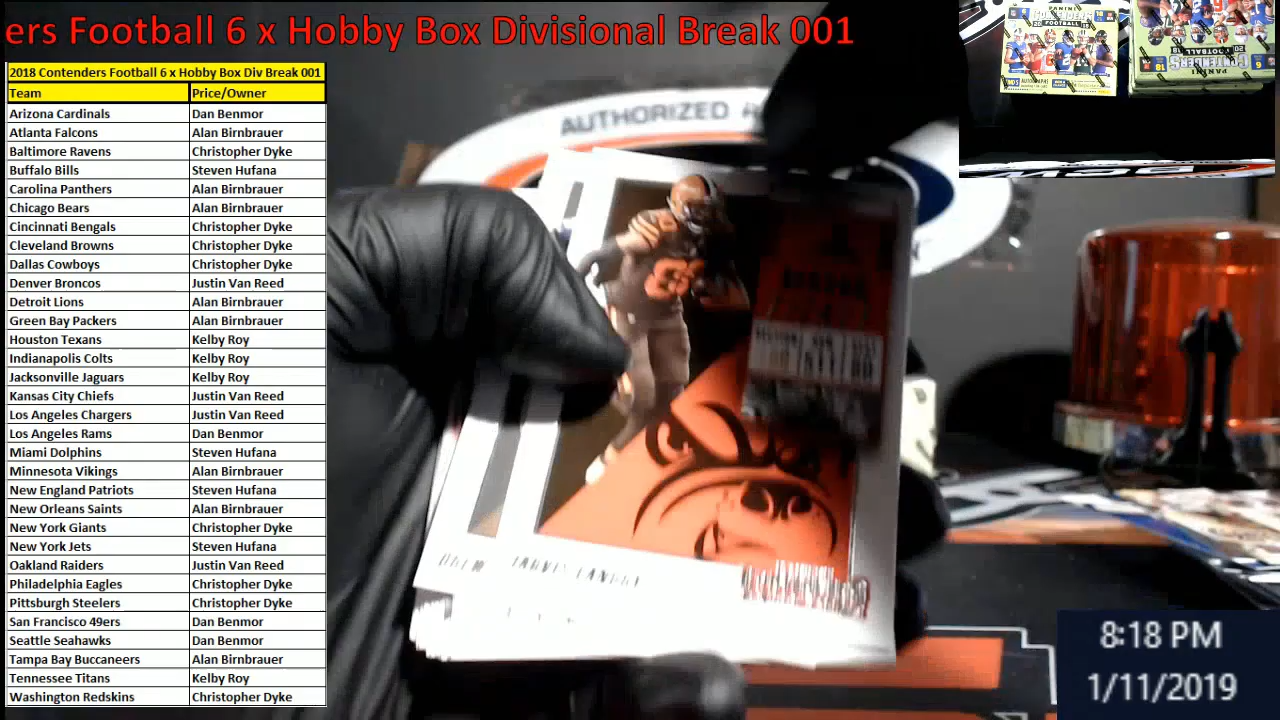 ers Football 6 x Hobby Box Divisional Break 001
2018 Contenders Football 6 x Hobby Box Div Break 001
Team Price/Owner
Arizona Cardinals Dan Benmor
Atlanta Falcons Alan Birnbrauer
Baltimore Ravens Christopher Dyke
Buffalo Bills Steven Hufana
Carolina Panthers Alan Birnbrauer
Chicago Bears Alan Birnbrauer
Cincinnati Bengals Christopher Dyke
Cleveland Browns Christopher Dyke
Dallas Cowboys Christopher Dyke
Denver Broncos Justin Van Reed
Detroit Lions Alan Birnbrauer
Green Bay Packers Alan Birnbrauer
Houston Texans Kelby Roy
Indianapolis Colts Kelby Roy
Jacksonville Jaguars Kelby Roy
Kansas City Chiefs Justin Van Reed
Los Angeles Chargers Justin Van Reed
Los Angeles Rams Dan Benmor
Miami Dolphins Steven Hufana
Minnesota Vikings Alan Birnbrauer
New England Patriots Steven Hufana
New Orleans Saints Alan Birnbrauer
New York Giants Christopher Dyke
New York Jets Steven Hufana
Oakland Raiders Justin Van Reed
Philadelphia Eagles Christopher Dyke
Pittsburgh Steelers Christopher Dyke
San Francisco 49ers Dan Benmor
Seattle Seahawks Dan Benmor
Tampa Bay Buccaneers Alan Birnbrauer
Tennessee Titans Kelby Roy
Washington Redskins Christopher Dyke
AUTHORIZED
PANINI
CONTENDERS
JARVIS LANDRY
8:18 PM
1/11/2019